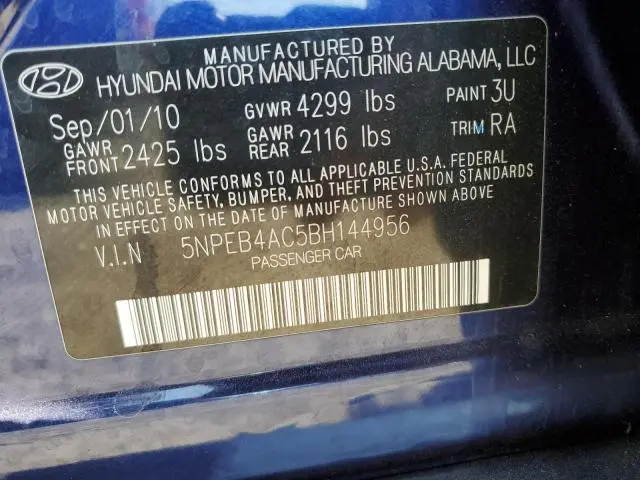 MANUFACTURED BY
HYUNDAI MOTOR MANUFACTURING ALABAMA, LLC
Sep/01/10 GVWR 4299 lbs PAINT 3U
GAWR FRONT 2425 lbs GAWR REAR 2116 lbs TRIM RA
THIS VEHICLE CONFORMS TO ALL APPLICABLE U.S.A. FEDERAL
MOTOR VEHICLE SAFETY, BUMPER, AND THEFT PREVENTION STANDARDS
IN EFFECT ON THE DATE OF MANUFACTURE SHOWN ABOVE
V.I.N 5NPEB4AC5BH144956
PASSENGER CAR